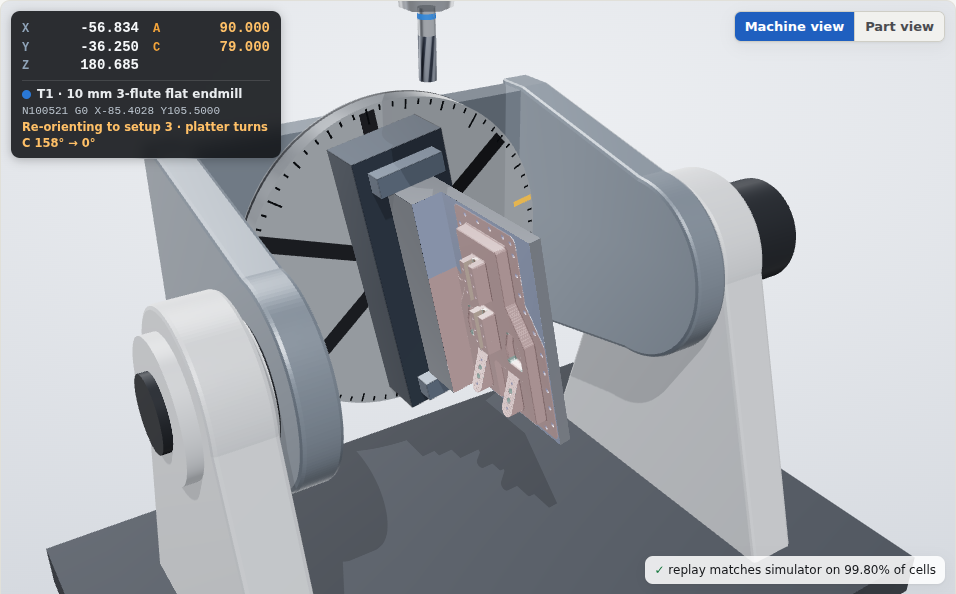 X -56.834 A 90.000
Y -36.250 C 79.000
Z 180.685
T1 · 10 mm 3-flute flat endmill
N100521 G0 X-85.4028 Y105.5000
Re-orienting to setup 3 · platter turns
C 158° → 0°
Machine view Part view
✓ replay matches simulator on 99.80% of cells